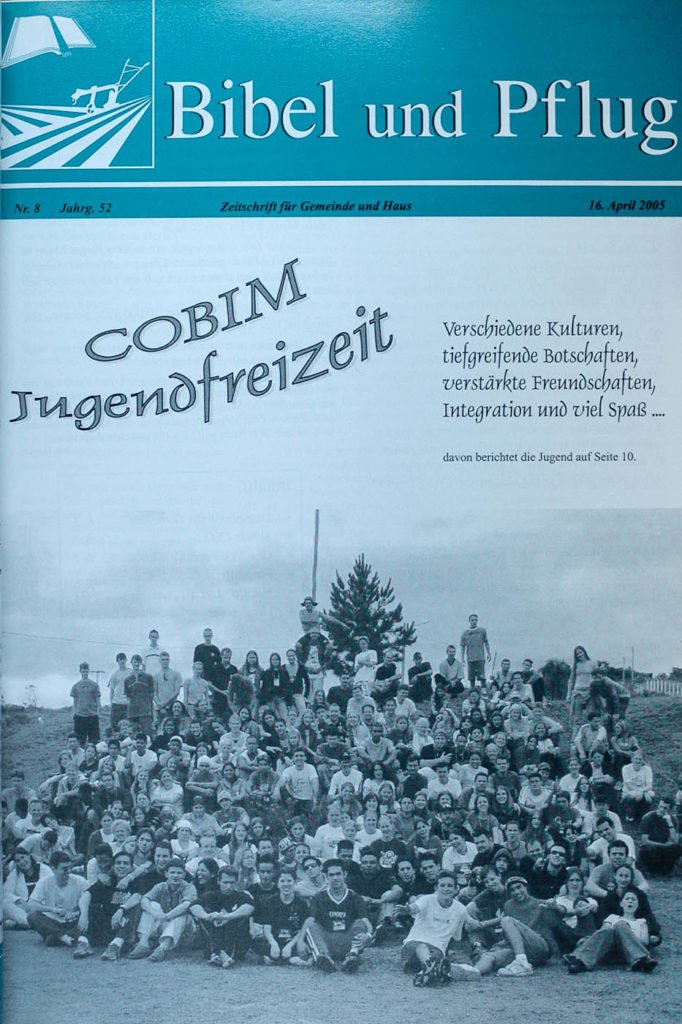 Bibel und Pflug
Nr. 8 Jahrg. 52 Zeitschrift für Gemeinde und Haus 16. April 2005
COBIM
Jugendfreizeit
Verschiedene Kulturen,
tiefgreifende Botschaften,
verstärkte Freundschaften,
Integration und viel Spaß ....
davon berichtet die Jugend auf Seite 10.